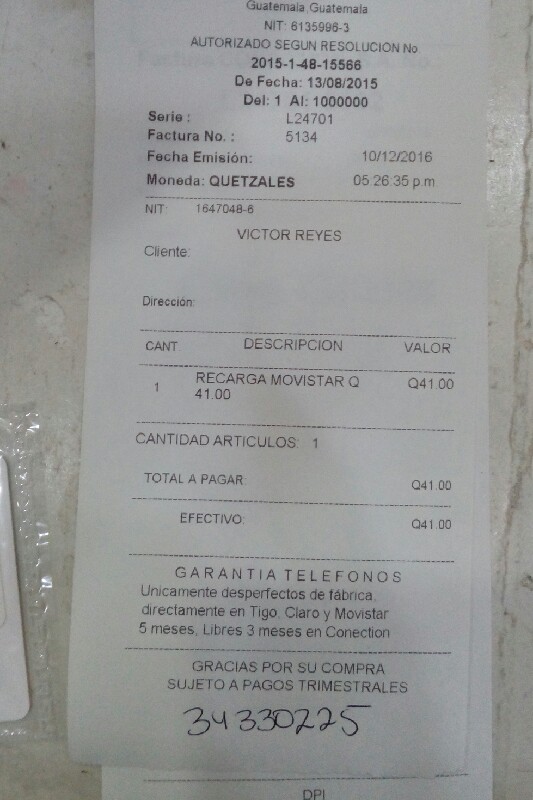 Guatemala,Guatemala
NIT: 6135996-3
AUTORIZADO SEGUN RESOLUCION No
2015-1-48-15566
De Fecha: 13/08/2015
Del: 1 Al: 1000000
Serie : L24701
Factura No. : 5134
Fecha Emisión: 10/12/2016
Moneda: QUETZALES 05:26:35 p.m
NIT: 1647048-6
VICTOR REYES
Cliente:
Dirección:
CANT DESCRIPCION VALOR
1 RECARGA MOVISTAR Q Q41.00
41.00
CANTIDAD ARTICULOS: 1
TOTAL A PAGAR: Q41.00
EFECTIVO: Q41.00
GARANTIA TELEFONOS
Unicamente desperfectos de fábrica,
directamente en Tigo, Claro y Movistar
5 meses, Libres 3 meses en Conection
GRACIAS POR SU COMPRA
SUJETO A PAGOS TRIMESTRALES
34330225
DPI